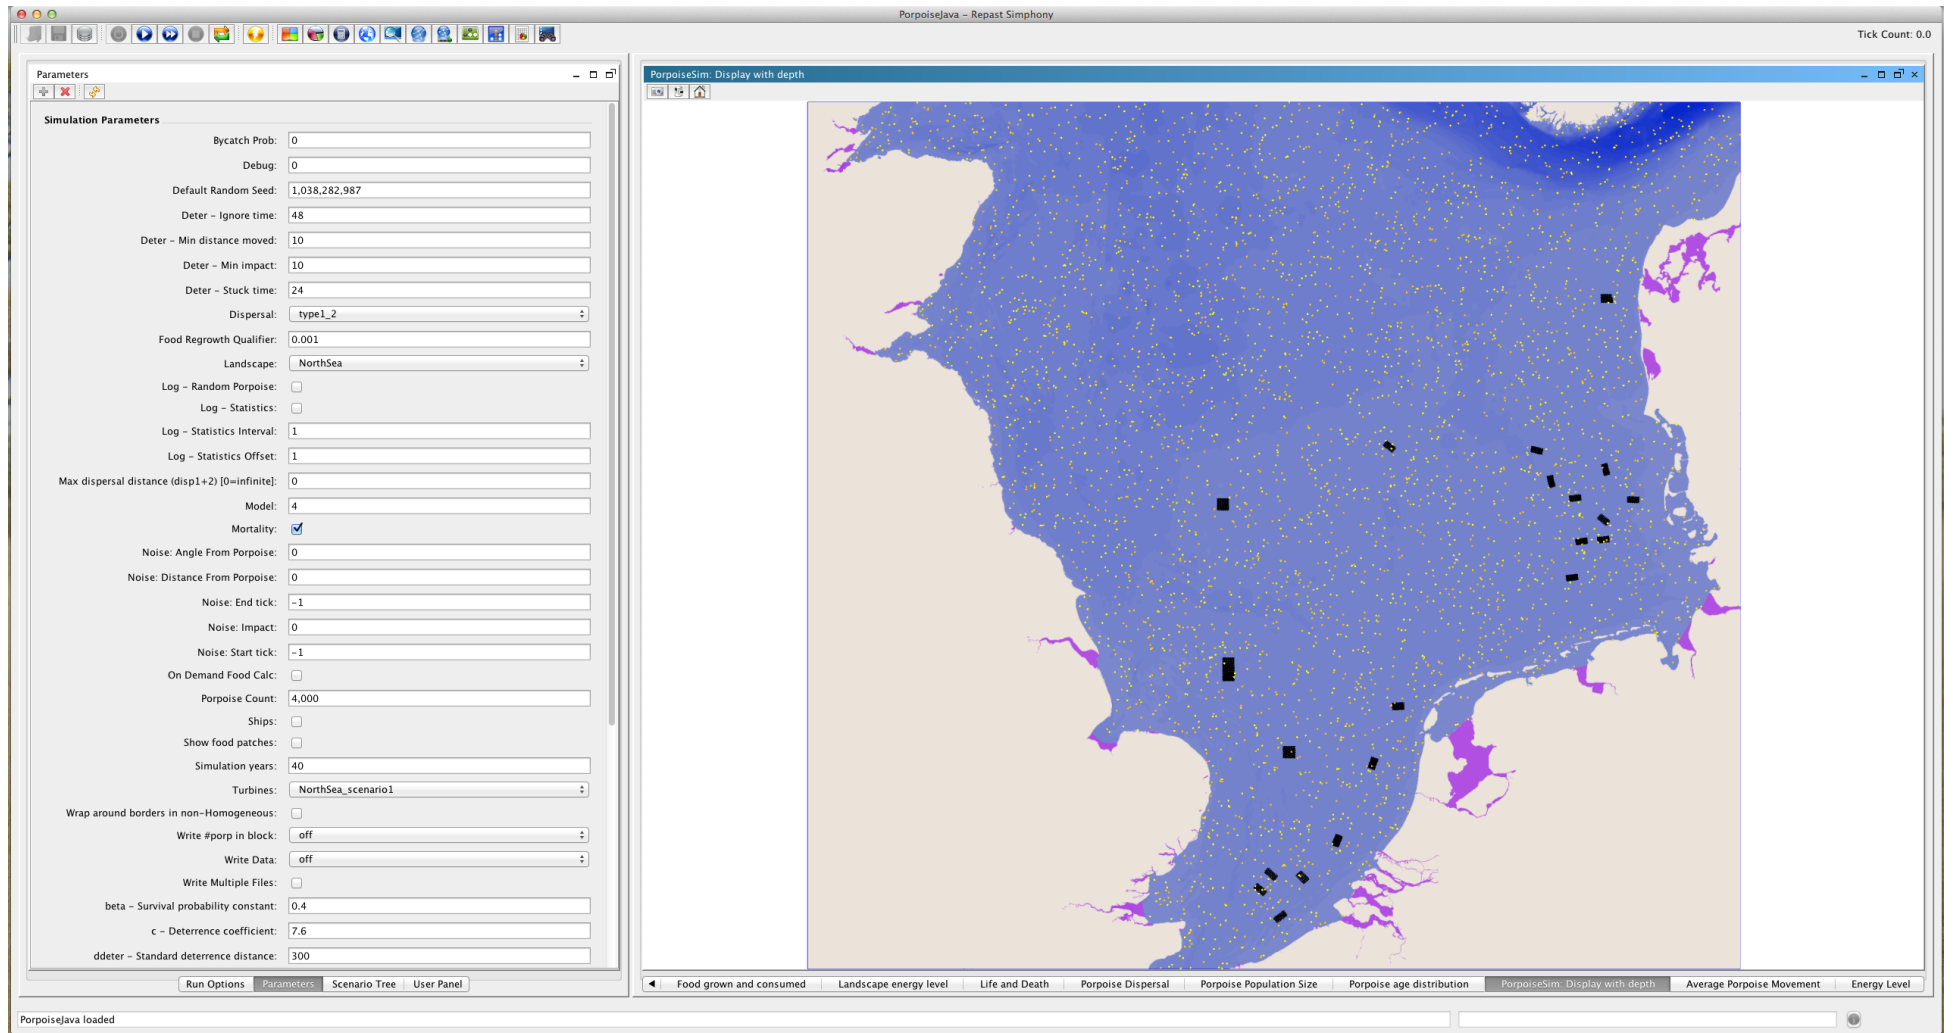 PorpoiseJava – Repast Simphony
Tick Count: 0.0
Parameters
Simulation Parameters
Bycatch Prob: 0
Debug: 0
Default Random Seed: 1,038,282,987
Deter – Ignore time: 48
Deter – Min distance moved: 10
Deter – Min impact: 10
Deter – Stuck time: 24
Dispersal: type1_2
Food Regrowth Qualifier: 0.001
Landscape: NorthSea
Log – Random Porpoise:
Log – Statistics:
Log – Statistics Interval: 1
Log – Statistics Offset: 1
Max dispersal distance (disp1+2) [0=infinite]: 0
Model: 4
Mortality:
Noise: Angle From Porpoise: 0
Noise: Distance From Porpoise: 0
Noise: End tick: −1
Noise: Impact: 0
Noise: Start tick: −1
On Demand Food Calc:
Porpoise Count: 4,000
Ships:
Show food patches:
Simulation years: 40
Turbines: NorthSea_scenario1
Wrap around borders in non-Homogeneous:
Write #porp in block: off
Write Data: off
Write Multiple Files:
beta – Survival probability constant: 0.4
c – Deterrence coefficient: 7.6
ddeter – Standard deterrence distance: 300
Run Options Parameters Scenario Tree User Panel
PorpoiseSim: Display with depth
Food grown and consumed Landscape energy level Life and Death Porpoise Dispersal Porpoise Population Size Porpoise age distribution PorpoiseSim: Display with depth Average Porpoise Movement Energy Level
PorpoiseJava loaded